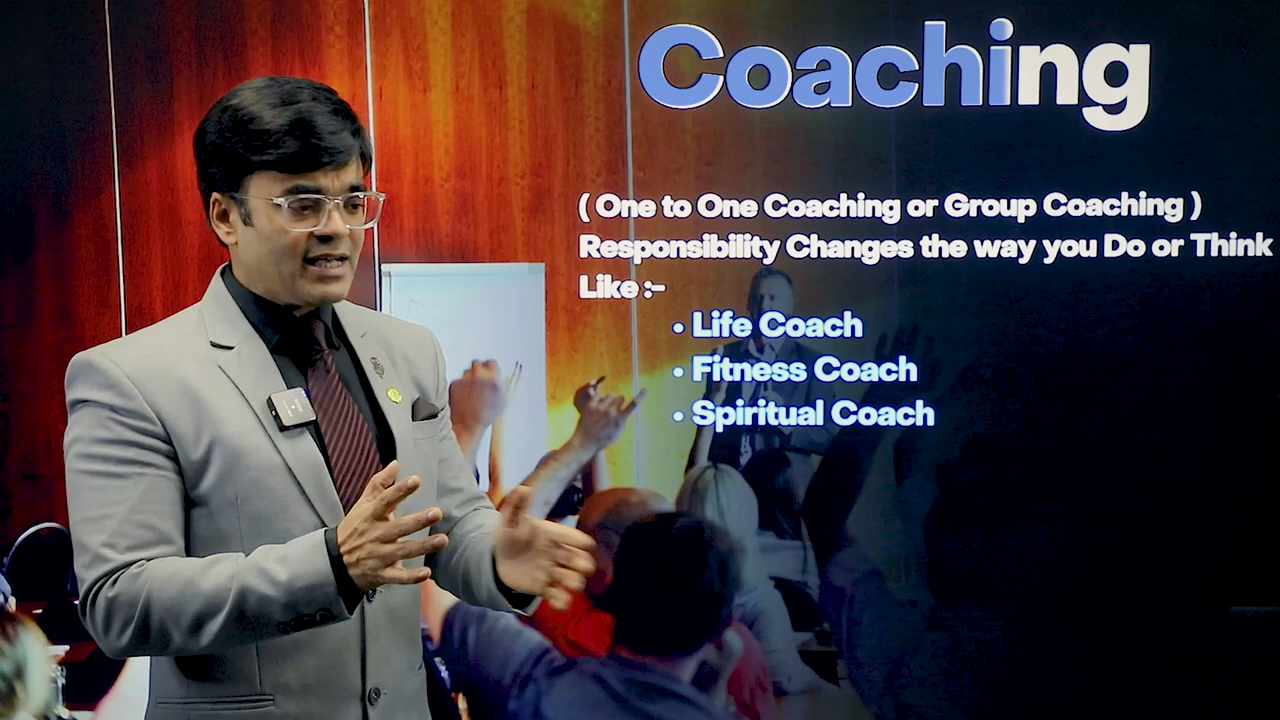 Coaching
( One to One Coaching or Group Coaching )
Responsibility Changes the way you Do or Think
Like :-
• Life Coach
• Fitness Coach
• Spiritual Coach